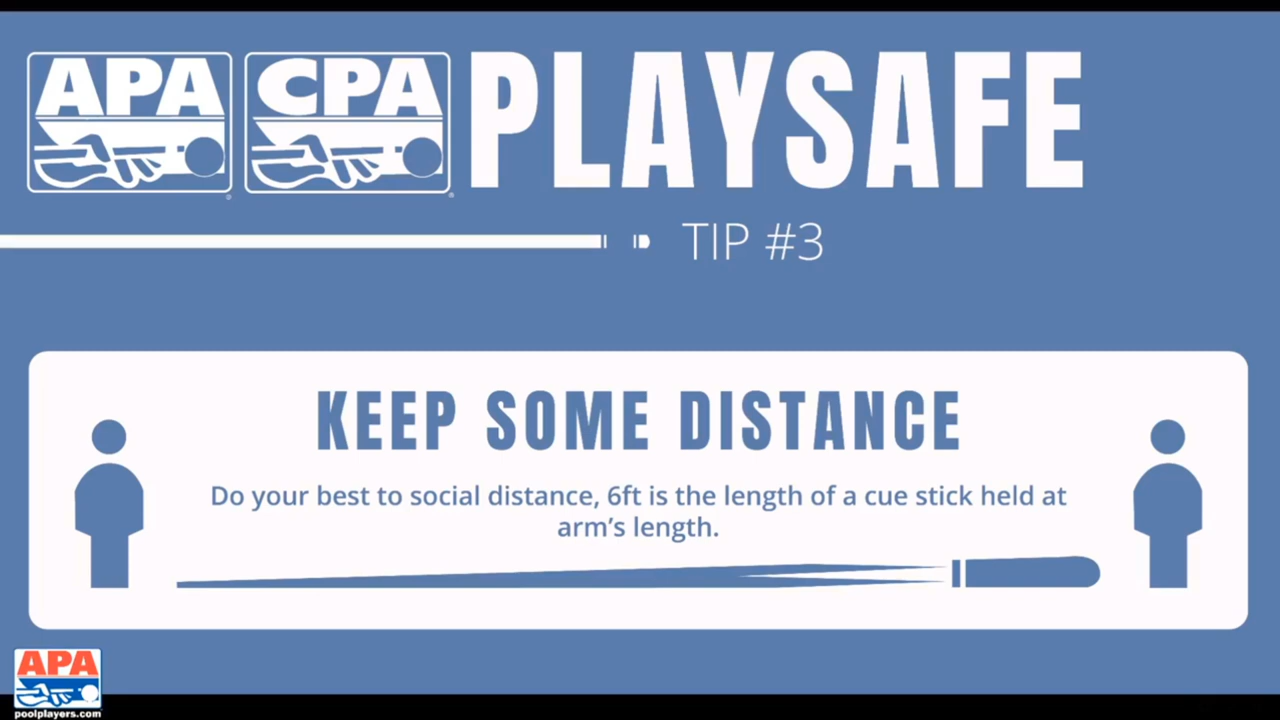 APA CPA PLAYSAFE
TIP #3
KEEP SOME DISTANCE
Do your best to social distance, 6ft is the length of a cue stick held at
arm’s length.
APA
poolplayers.com